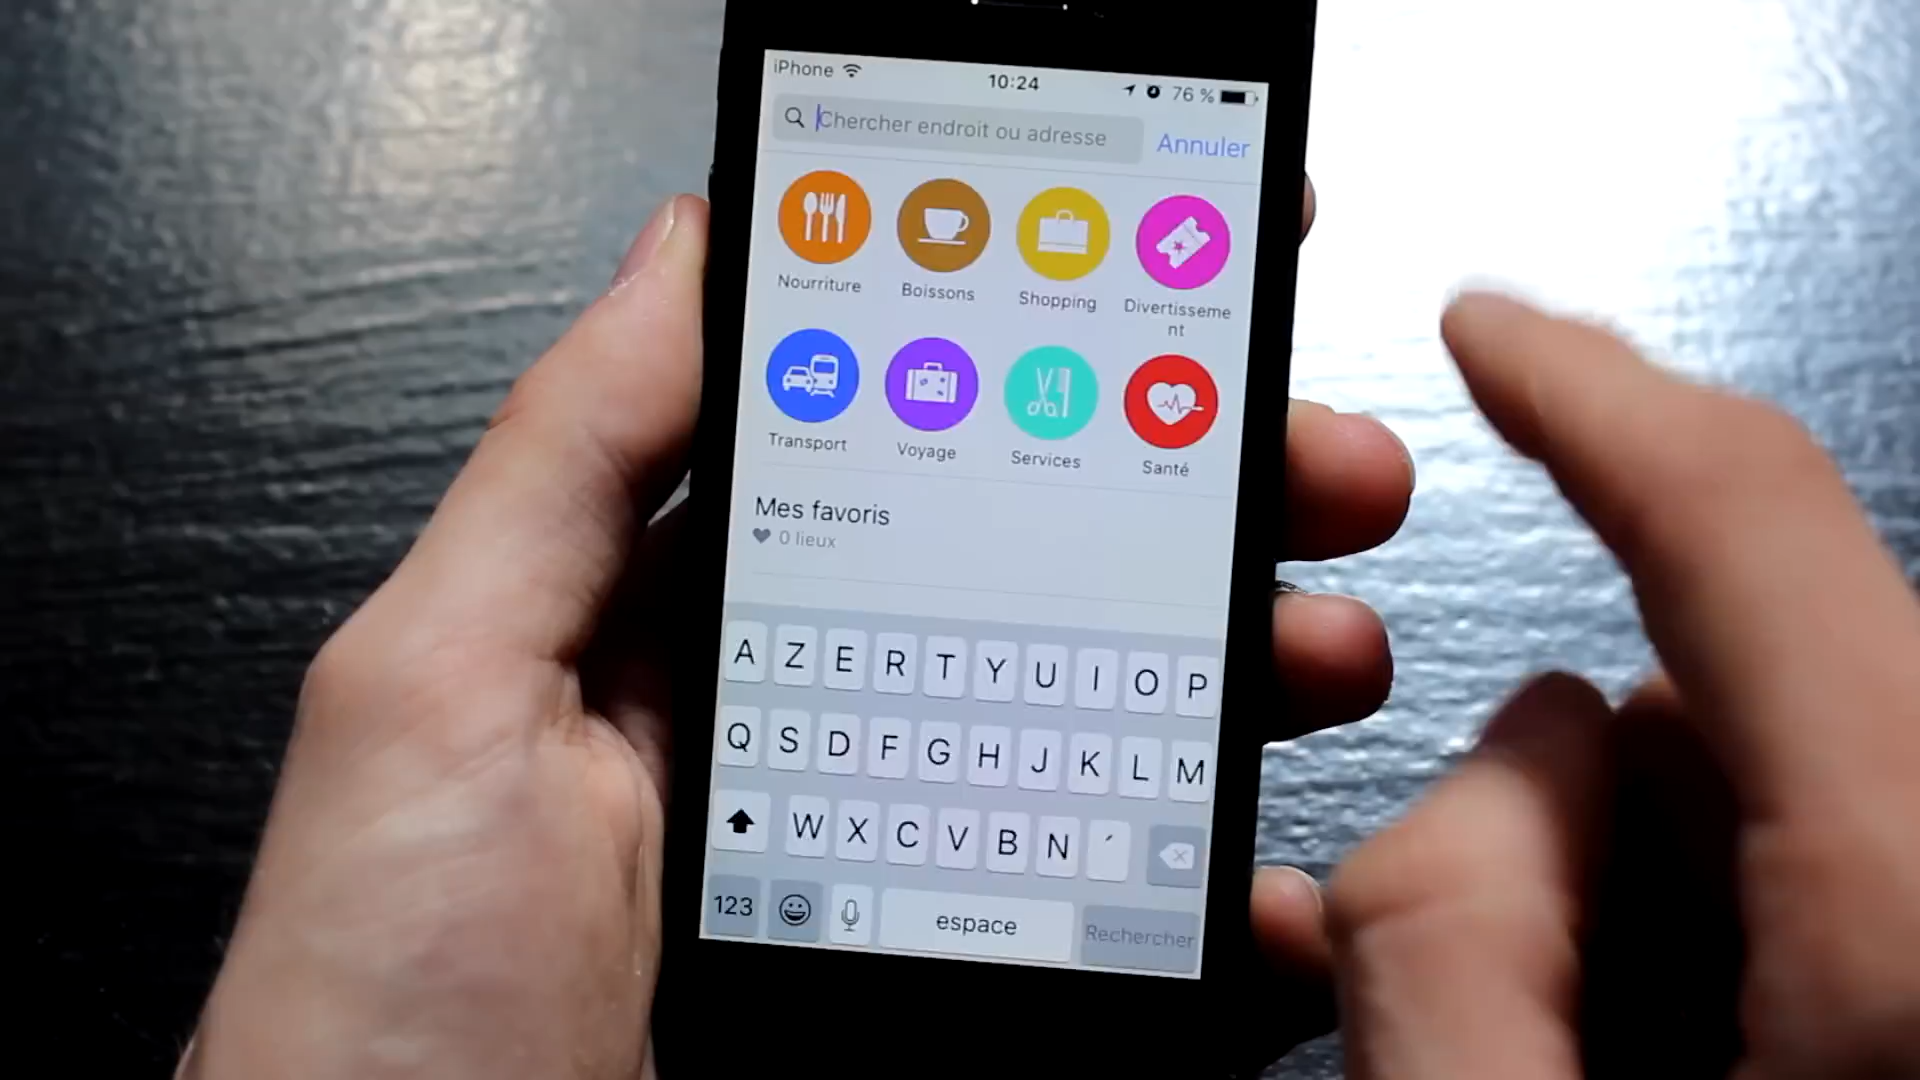 iPhone 10:24 76 %
Chercher endroit ou adresse Annuler
Nourriture Boissons Shopping Divertisseme
nt
Transport Voyage Services Santé
Mes favoris
0 lieux
A Z E R T Y U I O P
Q S D F G H J K L M
W X C V B N ´
123 espace Rechercher